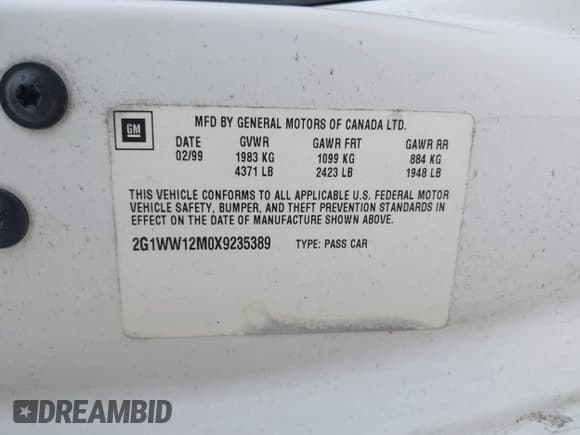 GM
MFD BY GENERAL MOTORS OF CANADA LTD.
DATE GVWR GAWR FRT GAWR RR
02/99 1983 KG 1099 KG 884 KG
4371 LB 2423 LB 1948 LB
THIS VEHICLE CONFORMS TO ALL APPLICABLE U.S. FEDERAL MOTOR
VEHICLE SAFETY, BUMPER, AND THEFT PREVENTION STANDARDS IN
EFFECT ON THE DATE OF MANUFACTURE SHOWN ABOVE.
2G1WW12M0X9235389 TYPE: PASS CAR
DREAMBID